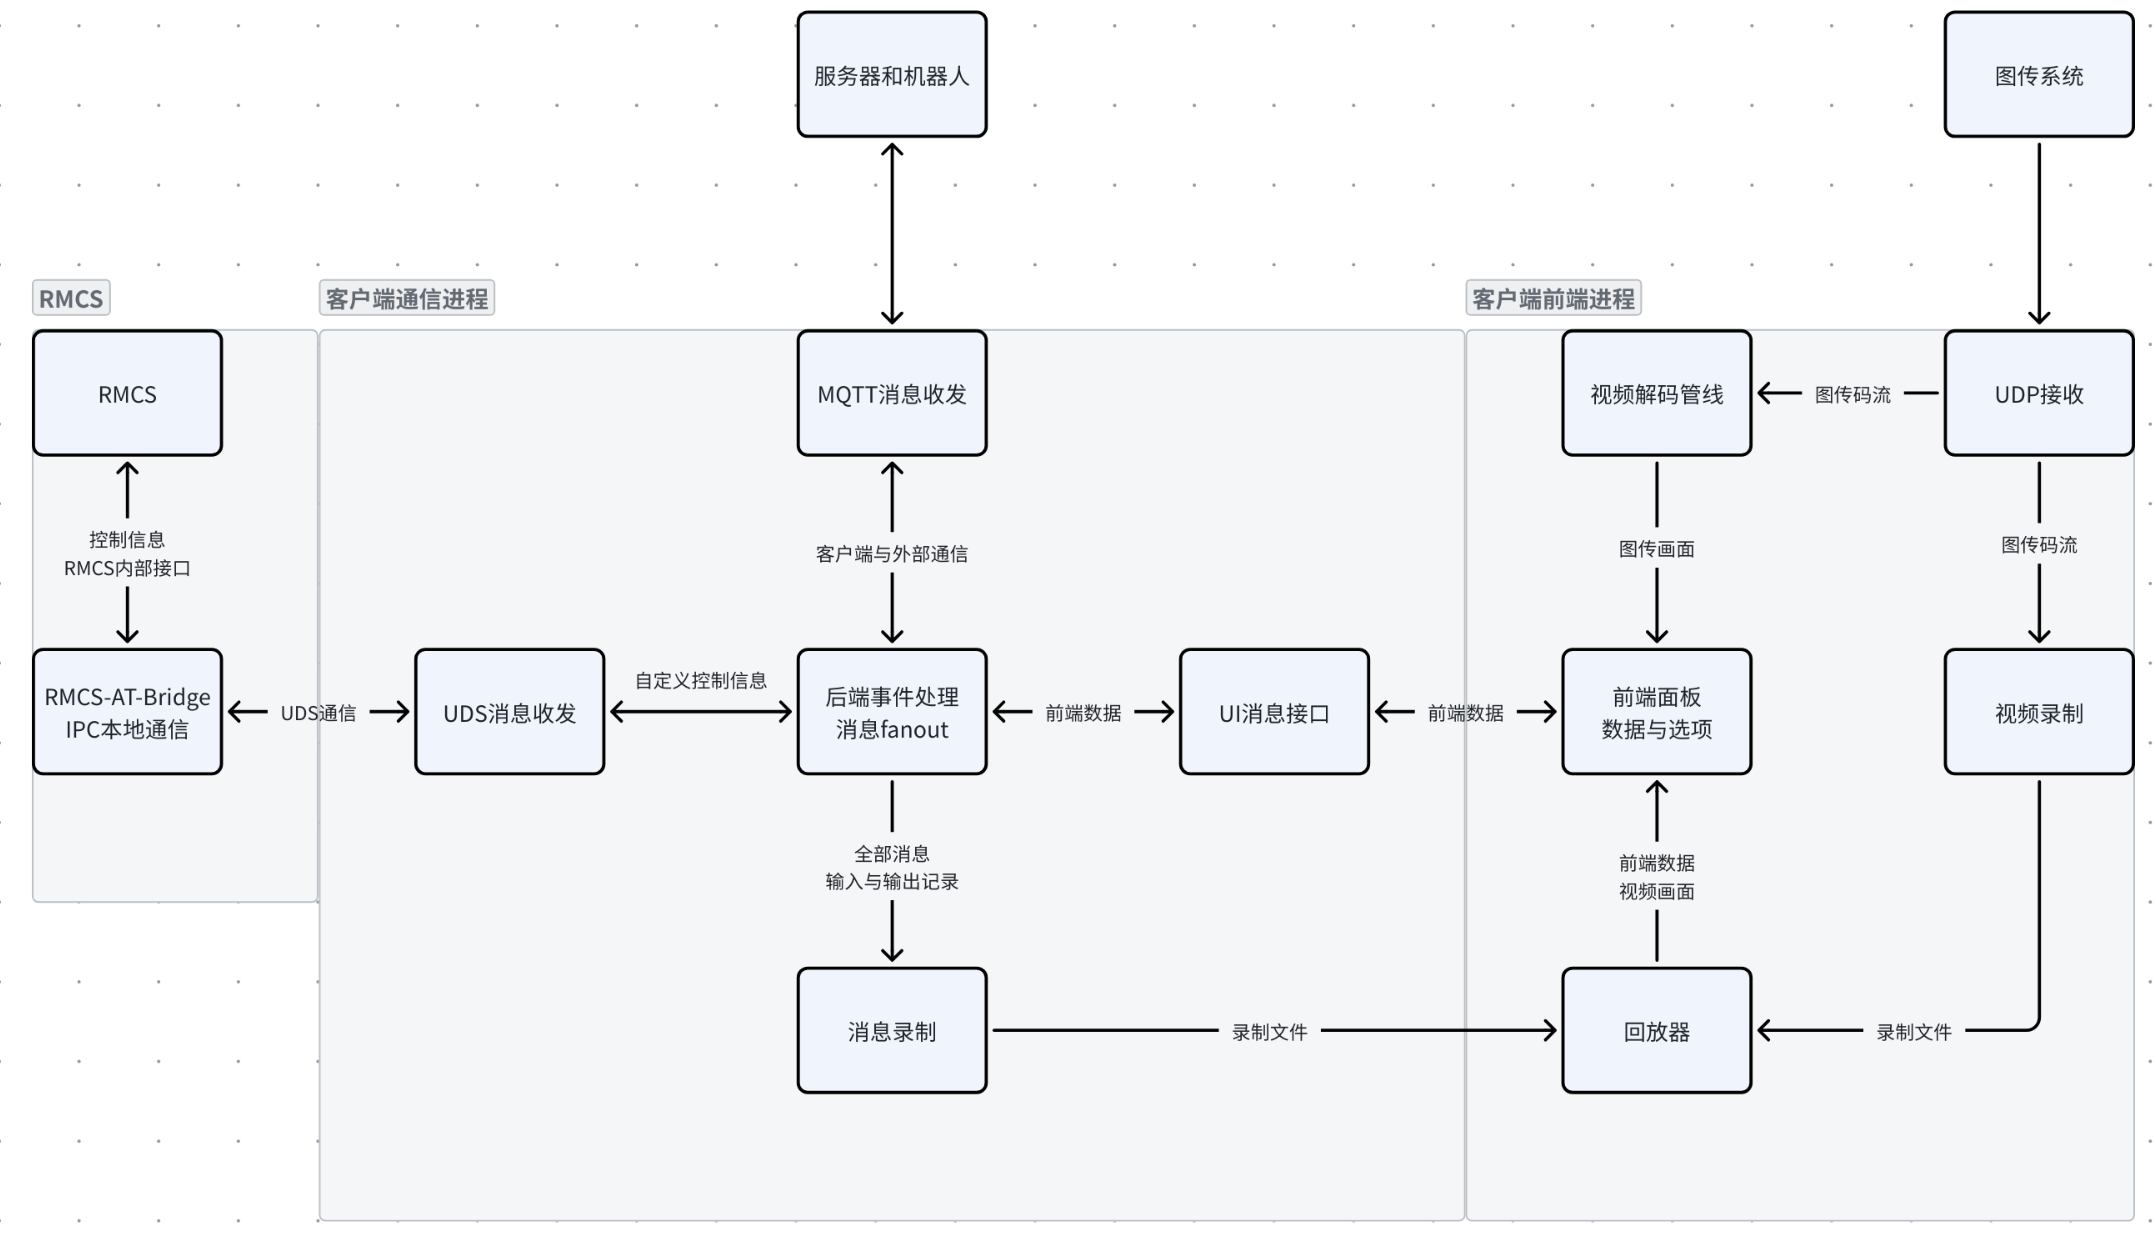 服务器和机器人
图传系统
RMCS
客户端通信进程
客户端前端进程
RMCS
MQTT消息收发
视频解码管线
图传码流
UDP接收
控制信息
RMCS内部接口
客户端与外部通信
图传画面
图传码流
RMCS-AT-Bridge
IPC本地通信
UDS通信
UDS消息收发
自定义控制信息
后端事件处理
消息fanout
前端数据
UI消息接口
前端数据
前端面板
数据与选项
视频录制
全部消息
输入与输出记录
前端数据
视频画面
消息录制
录制文件
回放器
录制文件